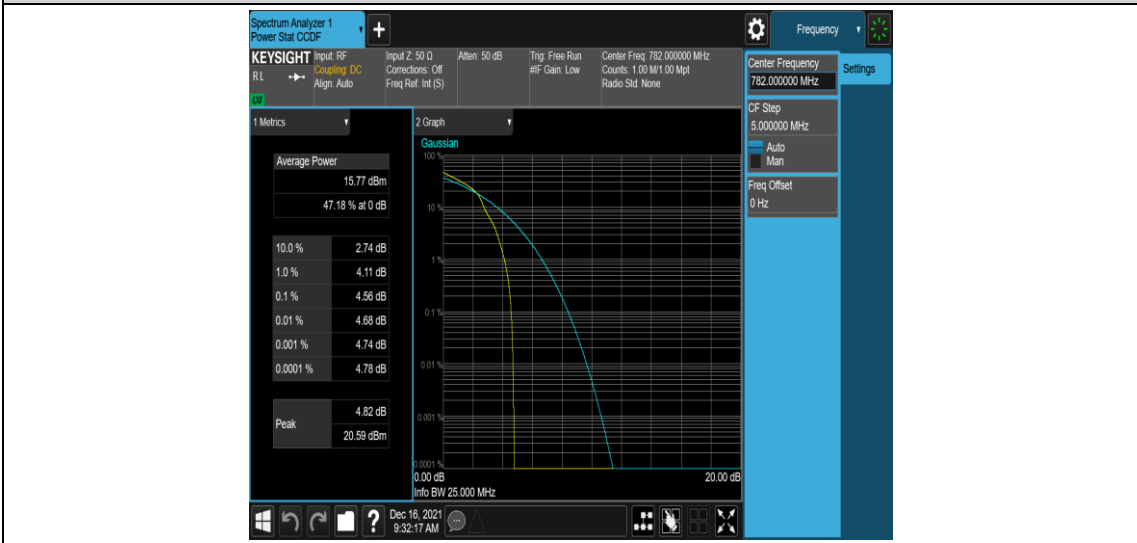 Spectrum Analyzer 1
Power Stat CCDF
+
Frequency
KEYSIGHT
Input: RF
Input Z: 50 Ω
Atten: 50 dB
Trig: Free Run
Center Freq: 782.000000 MHz
RL
Coupling: DC
Corrections: Off
#IF Gain: Low
Counts: 1.00 M/1.00 Mpt
Align: Auto
Freq Ref: Int (S)
Radio Std: None
LXI
Center Frequency
782.000000 MHz
Settings
CF Step
5.000000 MHz
Auto
Man
Freq Offset
0 Hz
1 Metrics
Average Power
15.77 dBm
47.18 % at 0 dB
10.0 % 2.74 dB
1.0 % 4.11 dB
0.1 % 4.56 dB
0.01 % 4.68 dB
0.001 % 4.74 dB
0.0001 % 4.78 dB
Peak
4.82 dB
20.59 dBm
2 Graph
Gaussian
100 %
10 %
1 %
0.1 %
0.01 %
0.001 %
0.0001 %
0.00 dB
20.00 dB
Info BW 25.000 MHz
?
Dec 16, 2021
9:32:17 AM